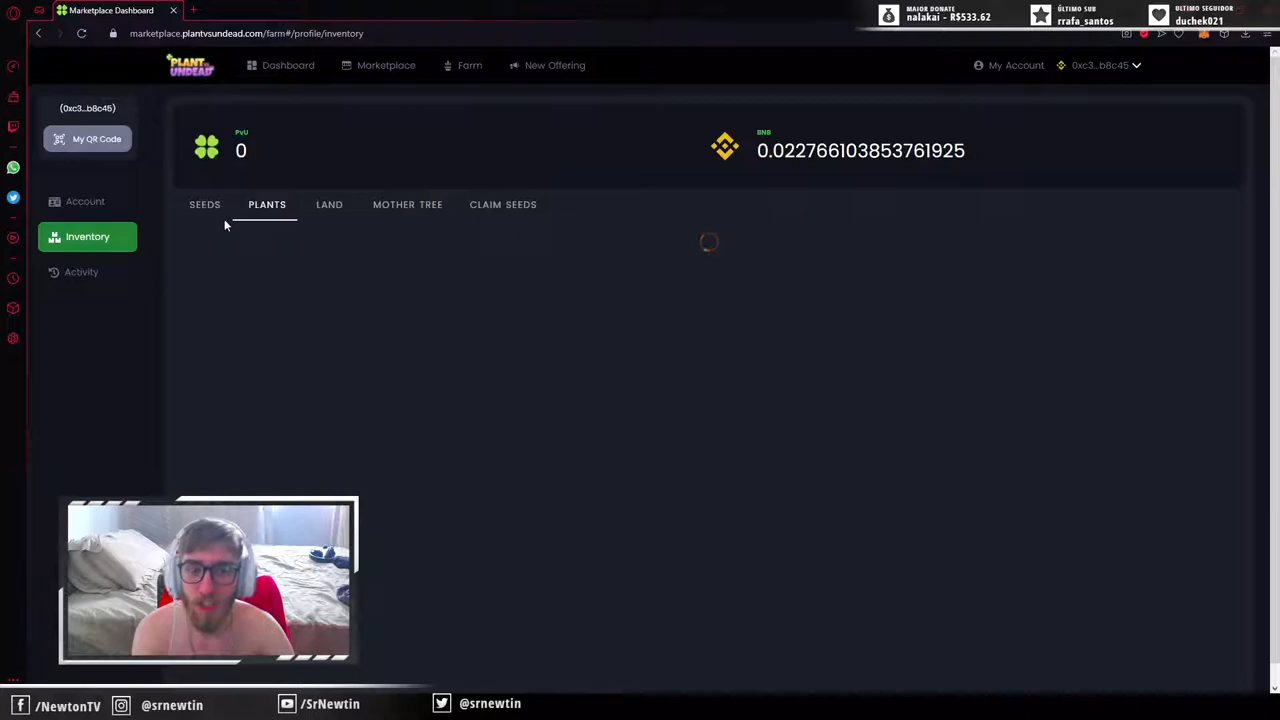 Marketplace Dashboard
MAIOR DONATE
nalakai - R$533.62
ÚLTIMO SUB
rrafa_santos
ÚLTIMO SEGUIDOR
duchek021
marketplace.plantvsundead.com/farm#/profile/inventory
PLANT
UNDEAD
Dashboard
Marketplace
Farm
New Offering
My Account
0xc3...b8c45
(0xc3...b8c45)
My QR Code
Account
Inventory
Activity
PVU
0
BNB
0.022766103853761925
SEEDS
PLANTS
LAND
MOTHER TREE
CLAIM SEEDS
/NewtonTV
@srnewtin
/SrNewtin
@srnewtin